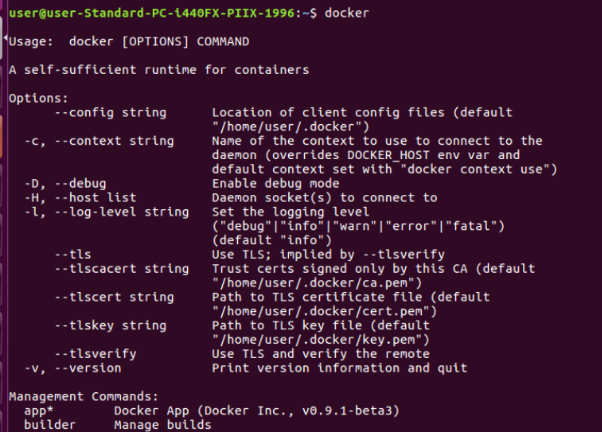 user@user-Standard-PC-i440FX-PIIX-1996:~$ docker
Usage:  docker [OPTIONS] COMMAND
A self-sufficient runtime for containers
Options:
      --config string      Location of client config files (default
                           "/home/user/.docker")
  -c, --context string     Name of the context to use to connect to the
                           daemon (overrides DOCKER_HOST env var and
                           default context set with "docker context use")
  -D, --debug              Enable debug mode
  -H, --host list          Daemon socket(s) to connect to
  -l, --log-level string   Set the logging level
                           ("debug"|"info"|"warn"|"error"|"fatal")
                           (default "info")
      --tls                Use TLS; implied by --tlsverify
      --tlscacert string   Trust certs signed only by this CA (default
                           "/home/user/.docker/ca.pem")
      --tlscert string     Path to TLS certificate file (default
                           "/home/user/.docker/cert.pem")
      --tlskey string      Path to TLS key file (default
                           "/home/user/.docker/key.pem")
      --tlsverify          Use TLS and verify the remote
  -v, --version            Print version information and quit
Management Commands:
  app*        Docker App (Docker Inc., v0.9.1-beta3)
  builder     Manage builds